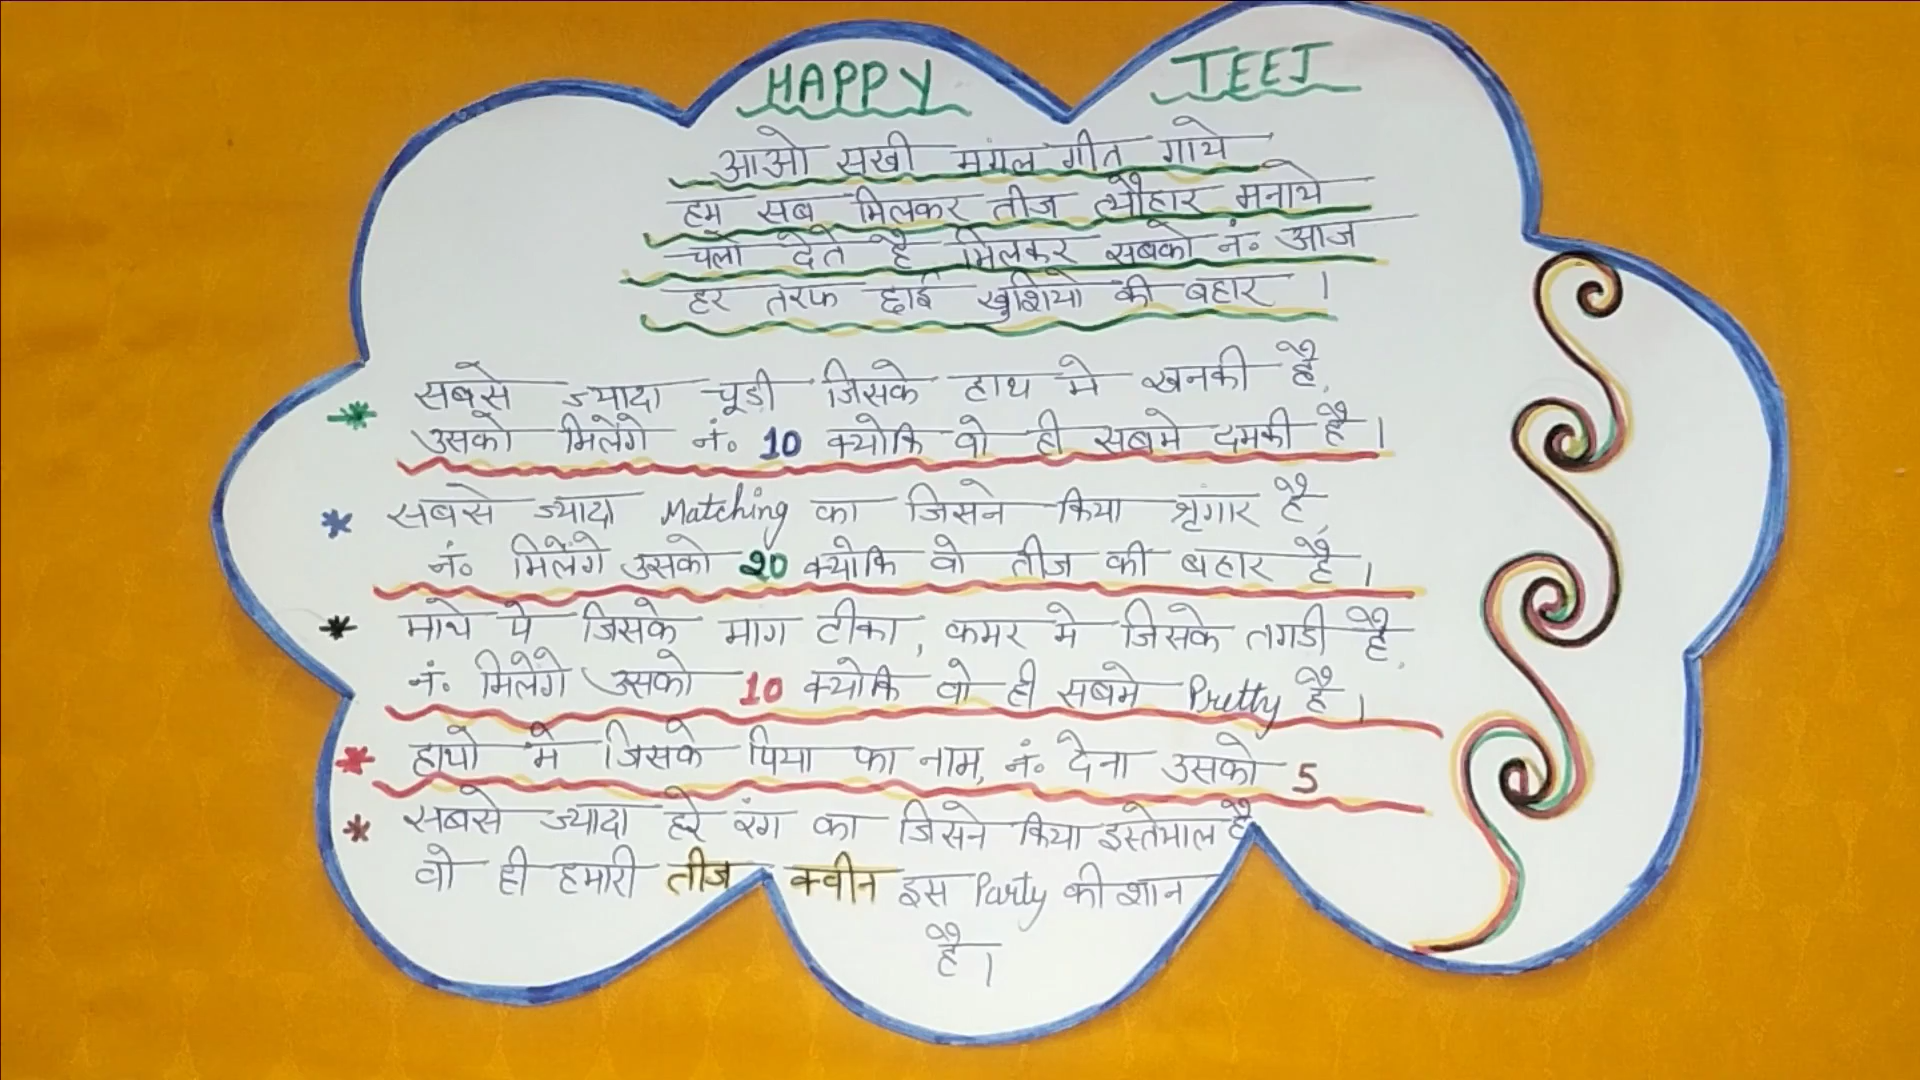 HAPPY TEEJ
आओ सखी मंगल गीत गाये
हम सब मिलकर तीज त्यौहार मनाये
चलो देते है मिलकर सबको नं॰ आज
हर तरफ छाई खुशियो की बहार ।
* सबसे ज्यादा चूडी जिसके हाथ मे खनकी है,
उसको मिलेंगे नं॰ 10 क्योकि वो ही सबमे दमकी है ।
* सबसे ज्यादा Matching का जिसने किया श्रृंगार है,
नं॰ मिलेंगे उसको 20 क्योकि वो तीज की बहार है ।
* माथे पे जिसके माग टीका, कमर मे जिसके तगडी है,
नं. मिलेंगे उसको 10 क्योकि वो ही सबमे Pretty है ।
* हाथो मे जिसके पिया का नाम, नं. देना उसको 5
* सबसे ज्यादा हरे रंग का जिसने किया इस्तेमाल है
वो ही हमारी तीज क्वीन इस Party की शान
है ।